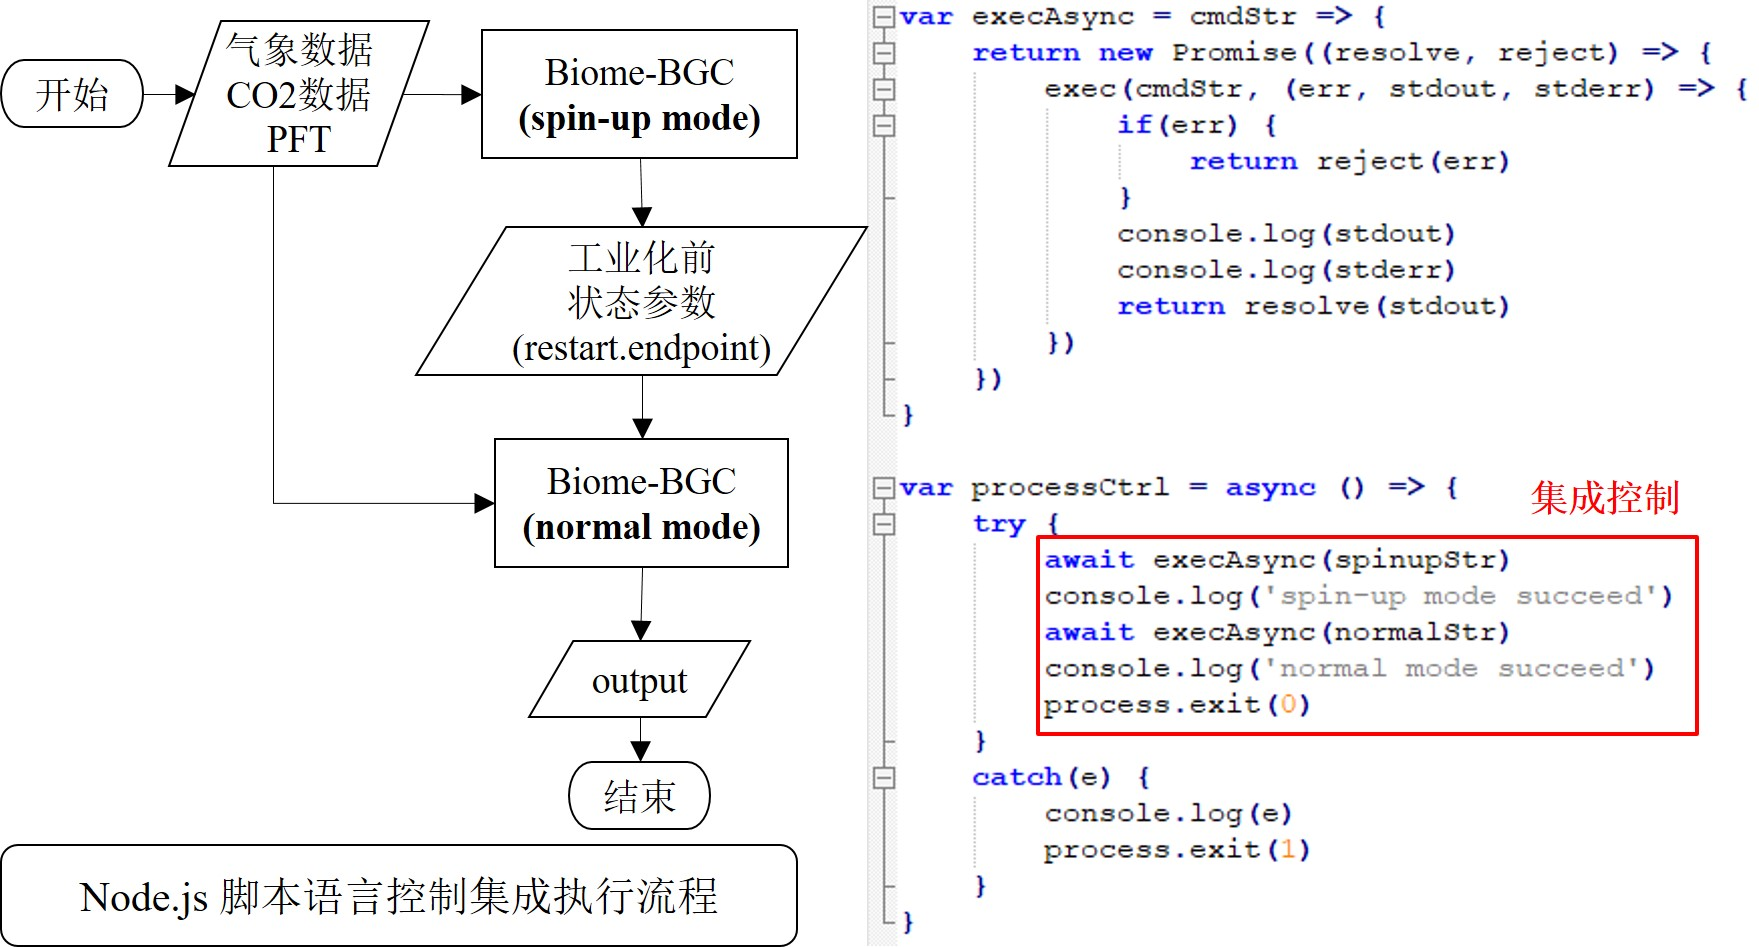 开始
气象数据
CO2数据
PFT
Biome-BGC
(spin-up mode)
工业化前
状态参数
(restart.endpoint)
Biome-BGC
(normal mode)
output
结束
Node.js 脚本语言控制集成执行流程
var execAsync = cmdStr => {
    return new Promise((resolve, reject) => {
        exec(cmdStr, (err, stdout, stderr) => {
            if(err) {
                return reject(err)
            }
            console.log(stdout)
            console.log(stderr)
            return resolve(stdout)
        })
    })
}
var processCtrl = async () => {
集成控制
    try {
        await execAsync(spinupStr)
        console.log('spin-up mode succeed')
        await execAsync(normalStr)
        console.log('normal mode succeed')
        process.exit(0)
    }
    catch(e) {
        console.log(e)
        process.exit(1)
    }
}